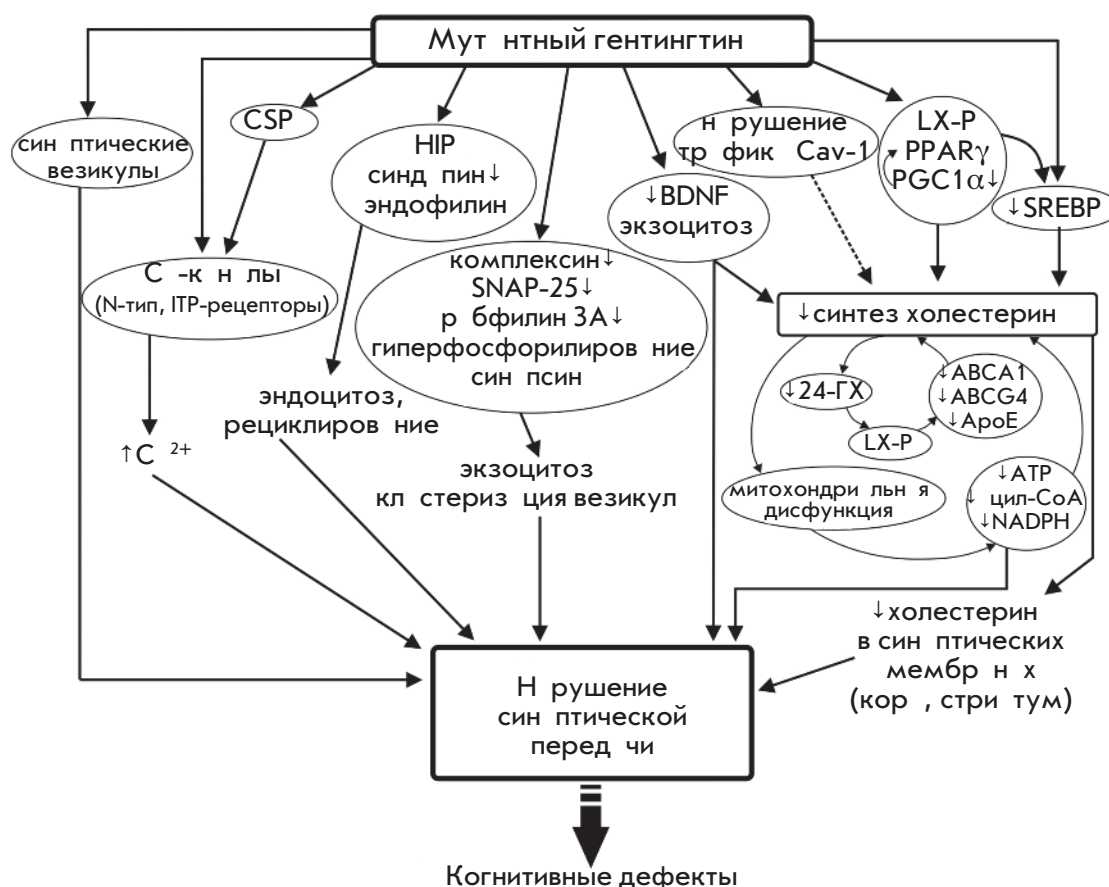 Мут нтный гентингтин
CSP
син птические
везикулы
HIP
синд пин↓
эндофилин
н рушение
тр фик Cav-1
LX-P
PPARγ
PGC1α↓
↓BDNF
экзоцитоз
↓SREBP
С -к н лы
(N-тип, ITP-рецепторы)
комплексин↓
SNAP-25↓
р бфилин 3А↓
гиперфосфорилиров ние
син псин
↓синтез холестерин
↓24-ГХ
LX-P
↓ABCA1
↓ABCG4
↓ApoE
эндоцитоз,
рециклиров ние
↑С 2+
экзоцитоз
кл стериз ция везикул
митохондри льн я
дисфункция
↓ATP
↓ цил-СоА
↓NADPH
↓холестерин
в син птических
мембр н х
(кор , стри тум)
Н рушение
син птической
перед чи
Когнитивные дефекты